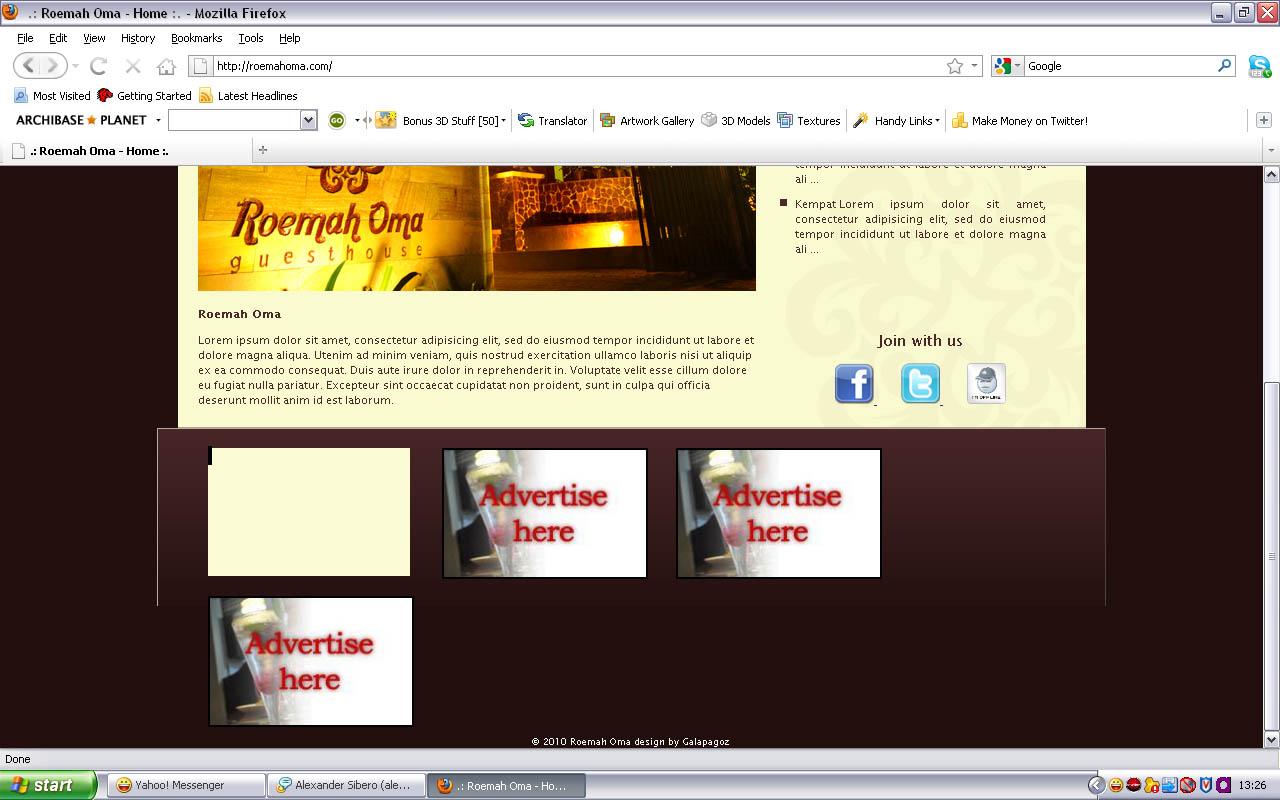 .: Roemah Oma - Home :. - Mozilla Firefox
File Edit View History Bookmarks Tools Help
http://roemahoma.com/
Google
Most Visited Getting Started Latest Headlines
ARCHIBASE PLANET GO Bonus 3D Stuff [50] Translator Artwork Gallery 3D Models Textures Handy Links Make Money on Twitter!
.: Roemah Oma - Home :.
tempor incididunt ut labore et dolore magna
ali ...
Kempat Lorem ipsum dolor sit amet,
consectetur adipisicing elit, sed do eiusmod
tempor incididunt ut labore et dolore magna
ali ...
Roemah Oma
guesthouse
Roemah Oma
Lorem ipsum dolor sit amet, consectetur adipisicing elit, sed do eiusmod tempor incididunt ut labore et
dolore magna aliqua. Utenim ad minim veniam, quis nostrud exercitation ullamco laboris nisi ut aliquip
ex ea commodo consequat. Duis aute irure dolor in reprehenderit in. Voluptate velit esse cillum dolore
eu fugiat nulla pariatur. Excepteur sint occaecat cupidatat non proident, sunt in culpa qui officia
deserunt mollit anim id est laborum.
Join with us
I'M OFFLINE
Advertise
here
Advertise
here
Advertise
here
© 2010 Roemah Oma design by Galapagoz
Done
start Yahoo! Messenger Alexander Sibero (ale... .: Roemah Oma - Ho... 13:26